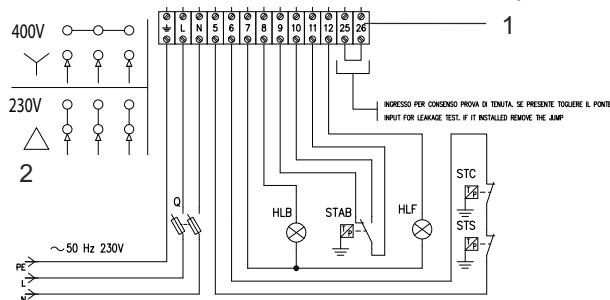 400V
230V
2
⏚ L N 5 6 7 8 9 10 11 12 25 26
1
INGRESSO PER CONSENSO PROVA DI TENUTA. SE PRESENTE TOGLIERE IL PONTE
INPUT FOR LEAKAGE TEST. IF IT INSTALLED REMOVE THE JUMP
STC
T/P
Q
HLB
STAB
HLF
STS
T/P
T/P
~50 Hz 230V
PE
L
N